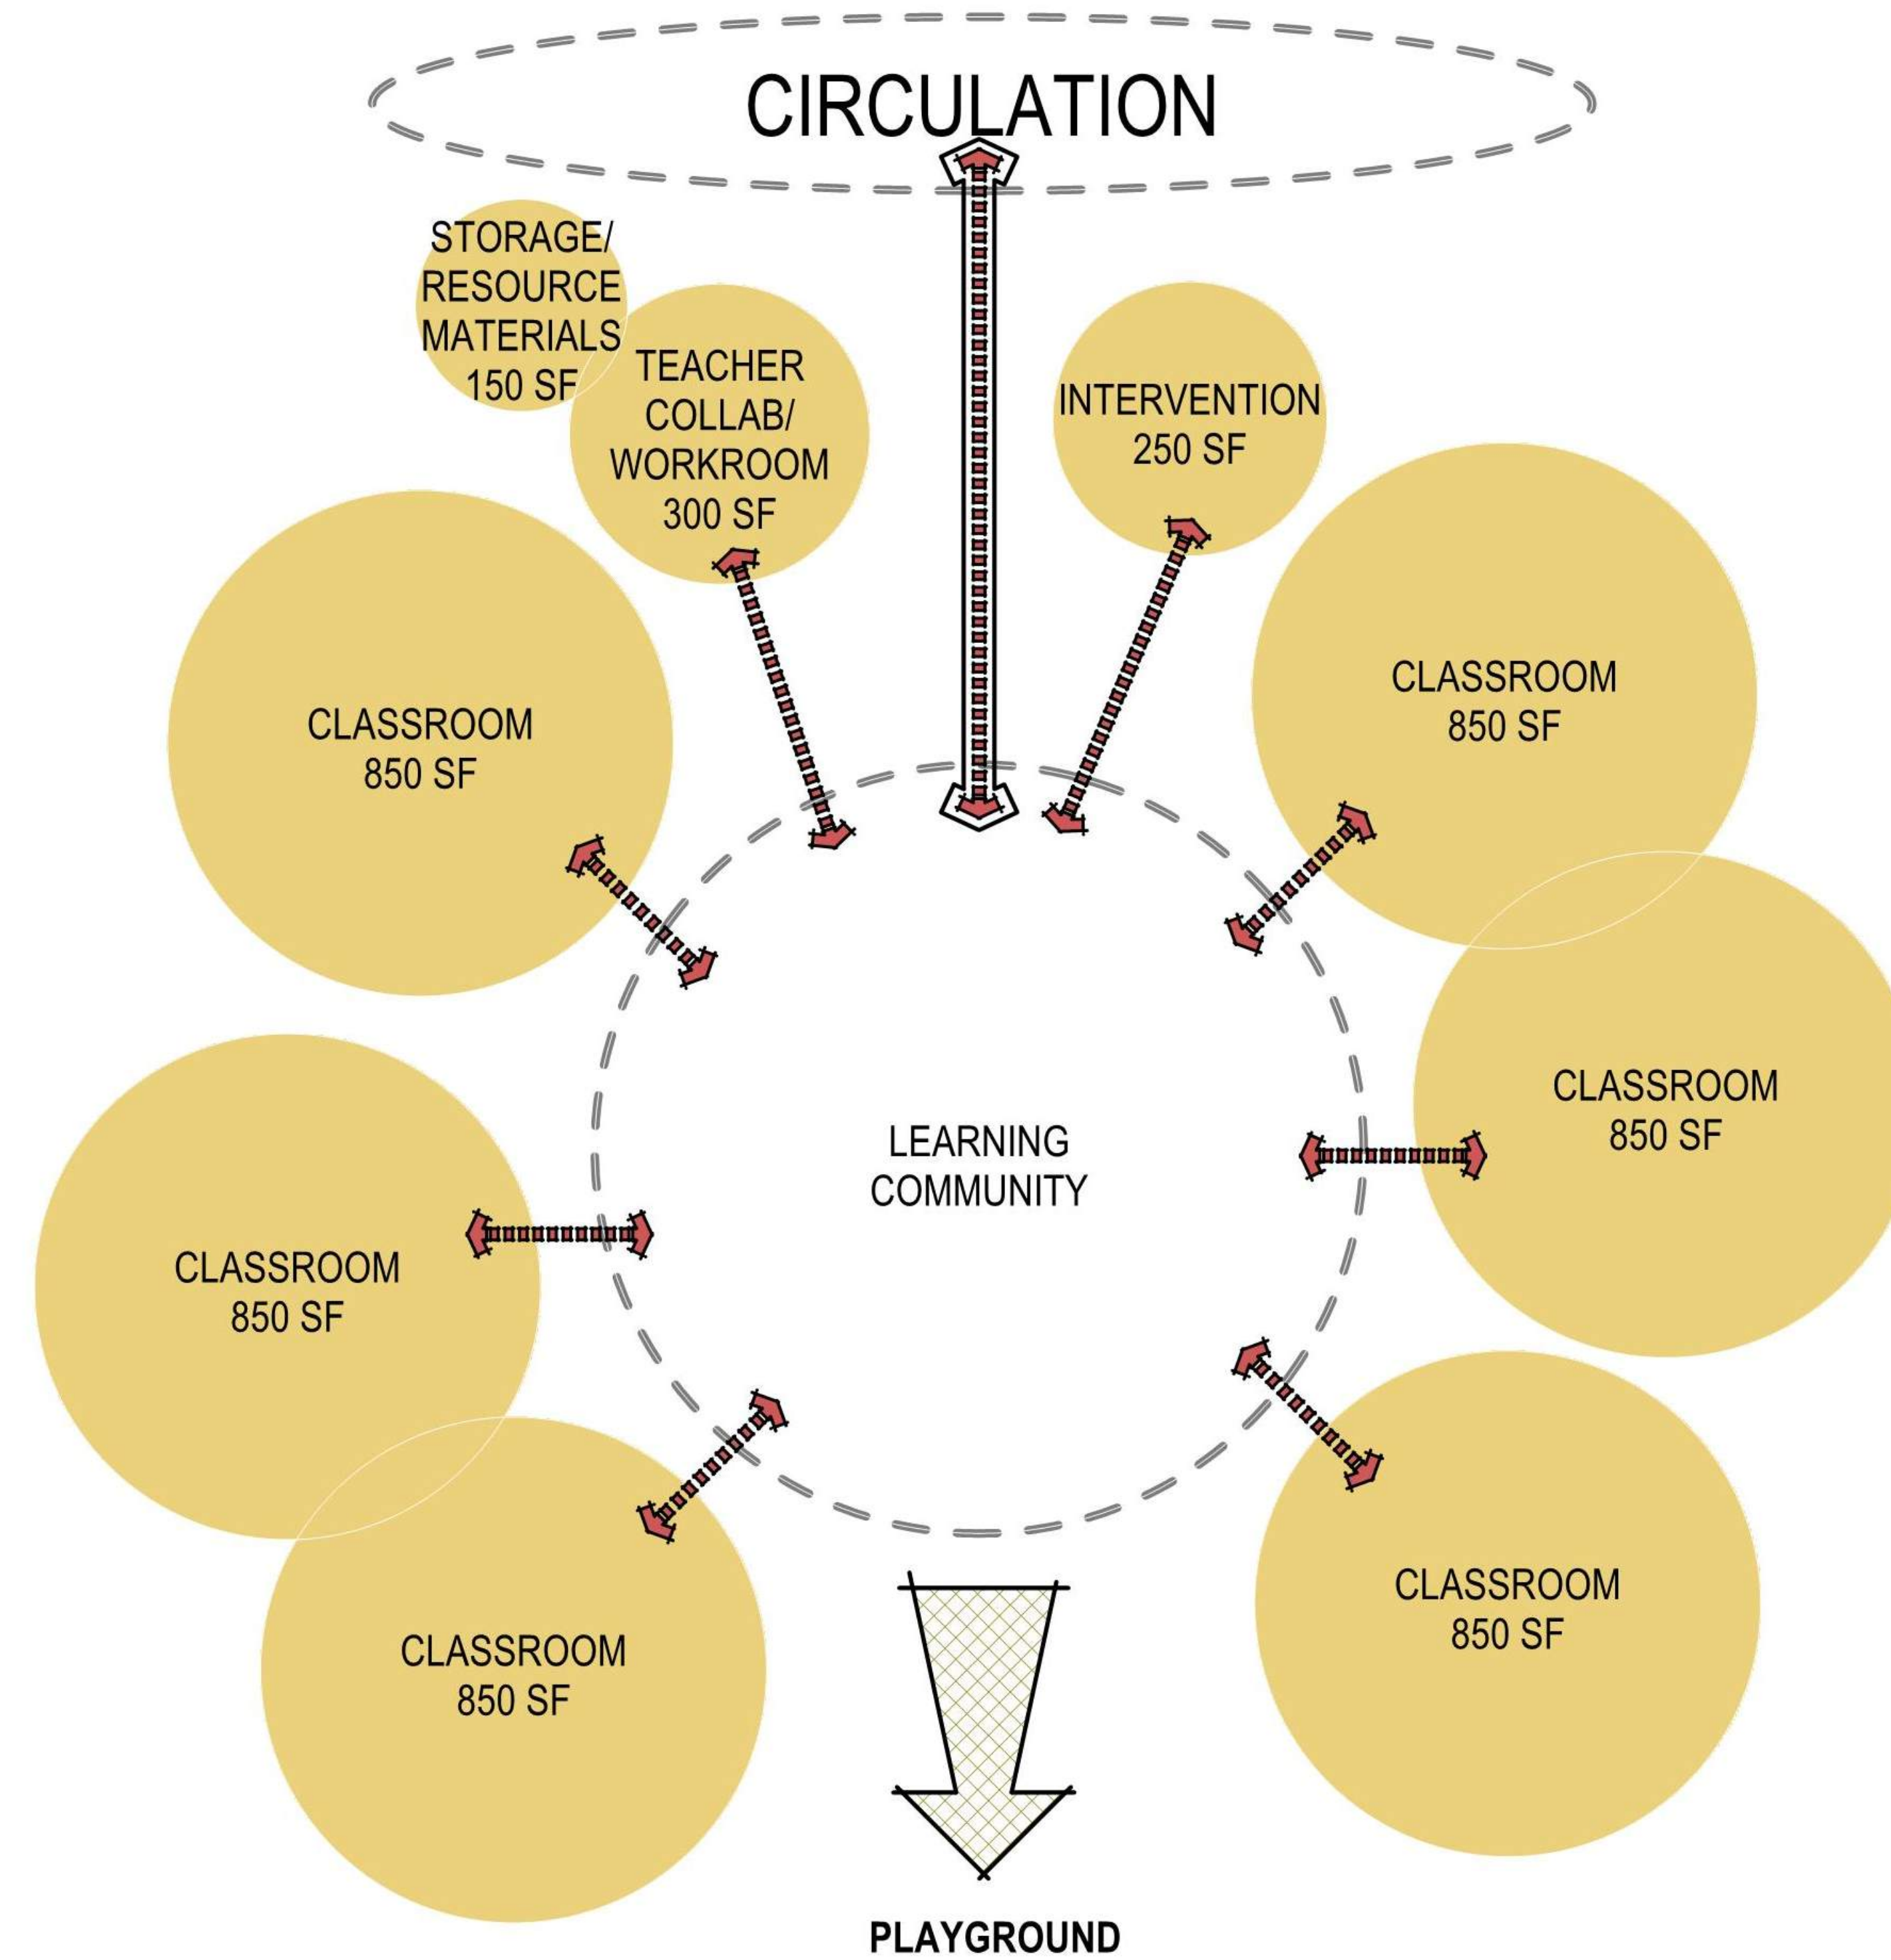 CIRCULATION
STORAGE/
RESOURCE
MATERIALS
150 SF
TEACHER
COLLAB/
WORKROOM
300 SF
INTERVENTION
250 SF
CLASSROOM
850 SF
CLASSROOM
850 SF
CLASSROOM
850 SF
LEARNING
COMMUNITY
CLASSROOM
850 SF
CLASSROOM
850 SF
CLASSROOM
850 SF
PLAYGROUND